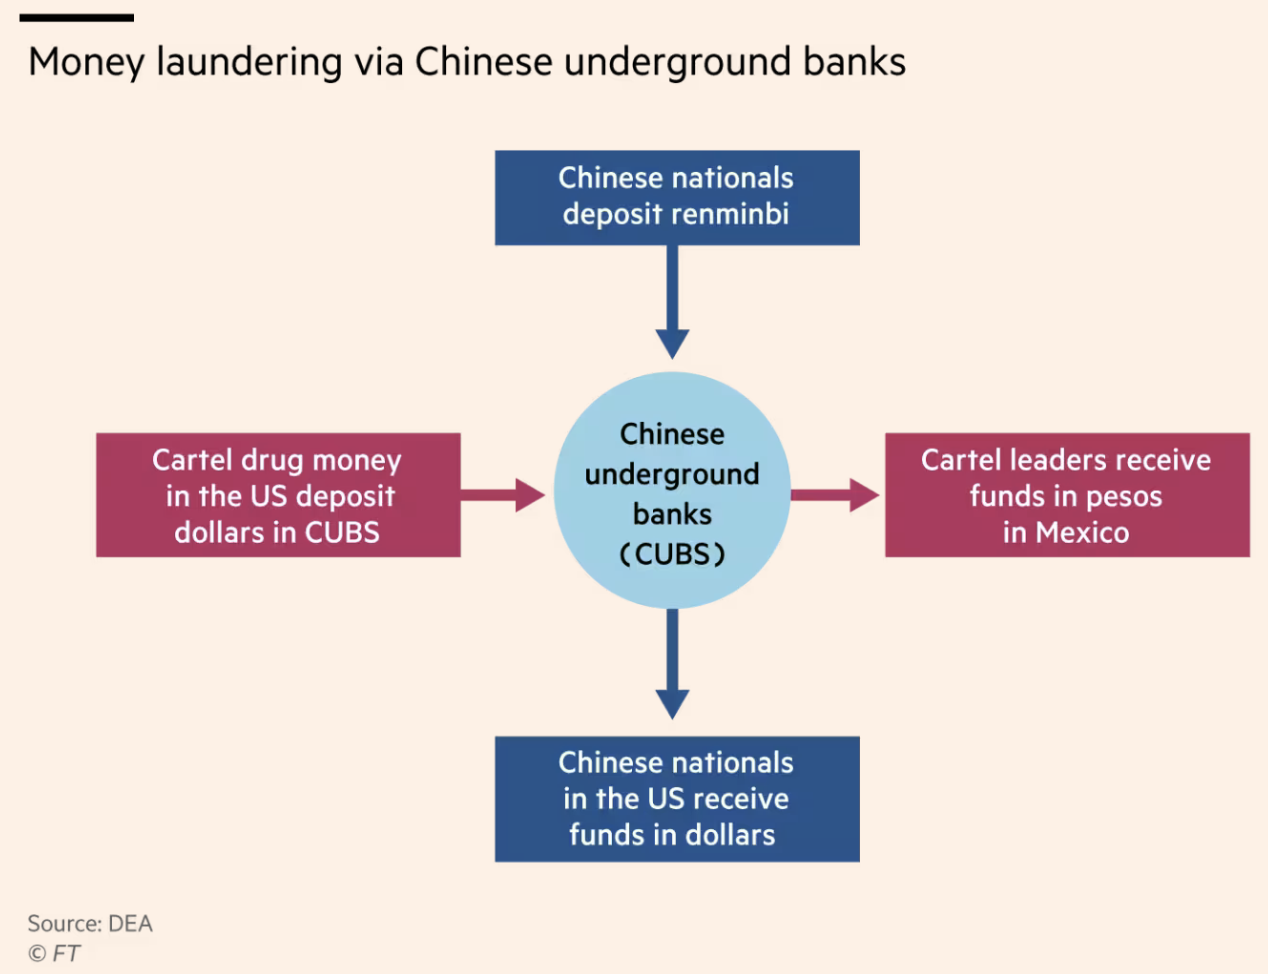 Money laundering via Chinese underground banks
Chinese nationals
deposit renminbi
Cartel drug money
in the US deposit
dollars in CUBS
Chinese
underground
banks
(CUBS)
Cartel leaders receive
funds in pesos
in Mexico
Chinese nationals
in the US receive
funds in dollars
Source: DEA
© FT